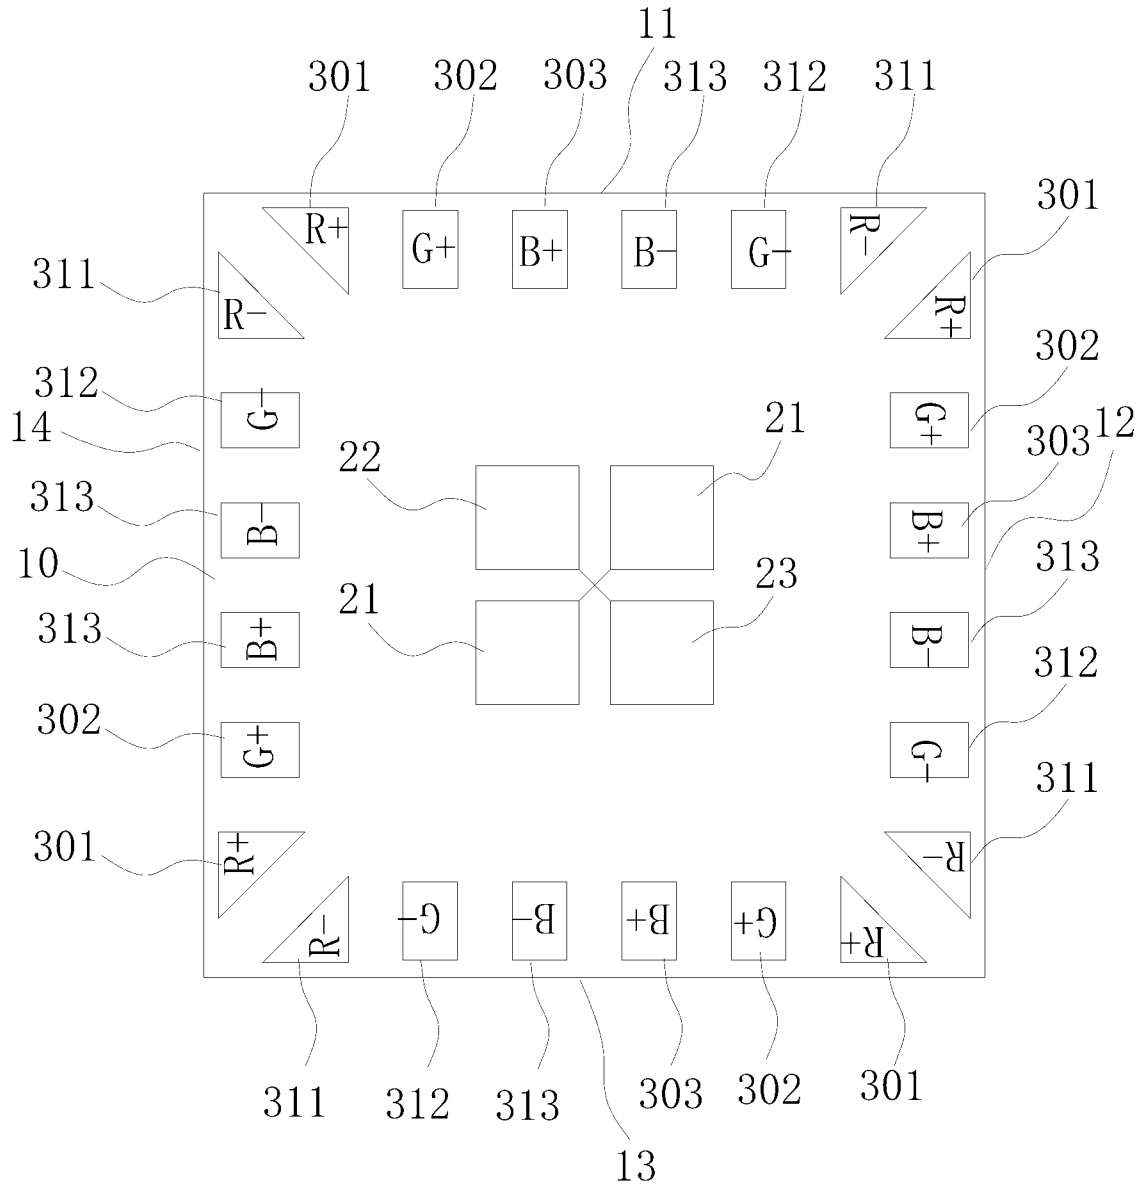 11
301 302 303 313 312 311
301
R+ G+ B+ B- G- R-
311
R- R+
302
312
G- G+
14 21 303 12
22
313
B- B+
10
313
21 23
313 B+ B-
312
302
G+ G-
311
301 R+ R-
R- G- B- B+ G+ R+
311 312 313 303 302 301
13